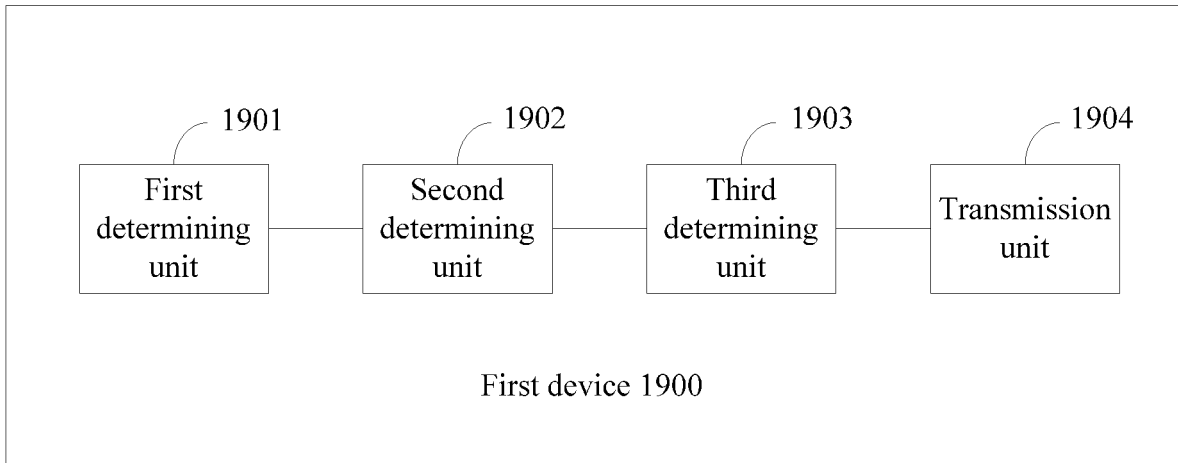 1901
1902
1903
1904
First
determining
unit
Second
determining
unit
Third
determining
unit
Transmission
unit
First device 1900